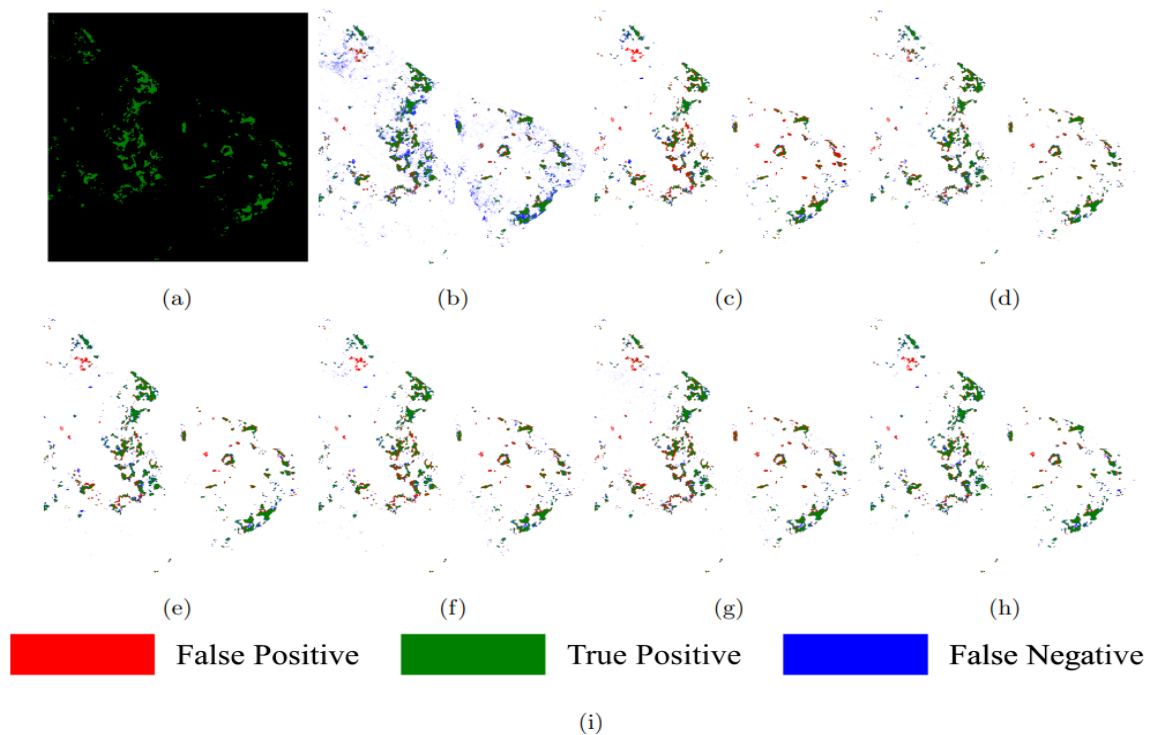 (a) (b) (c) (d)
(e) (f) (g) (h)
False Positive True Positive False Negative
(i)